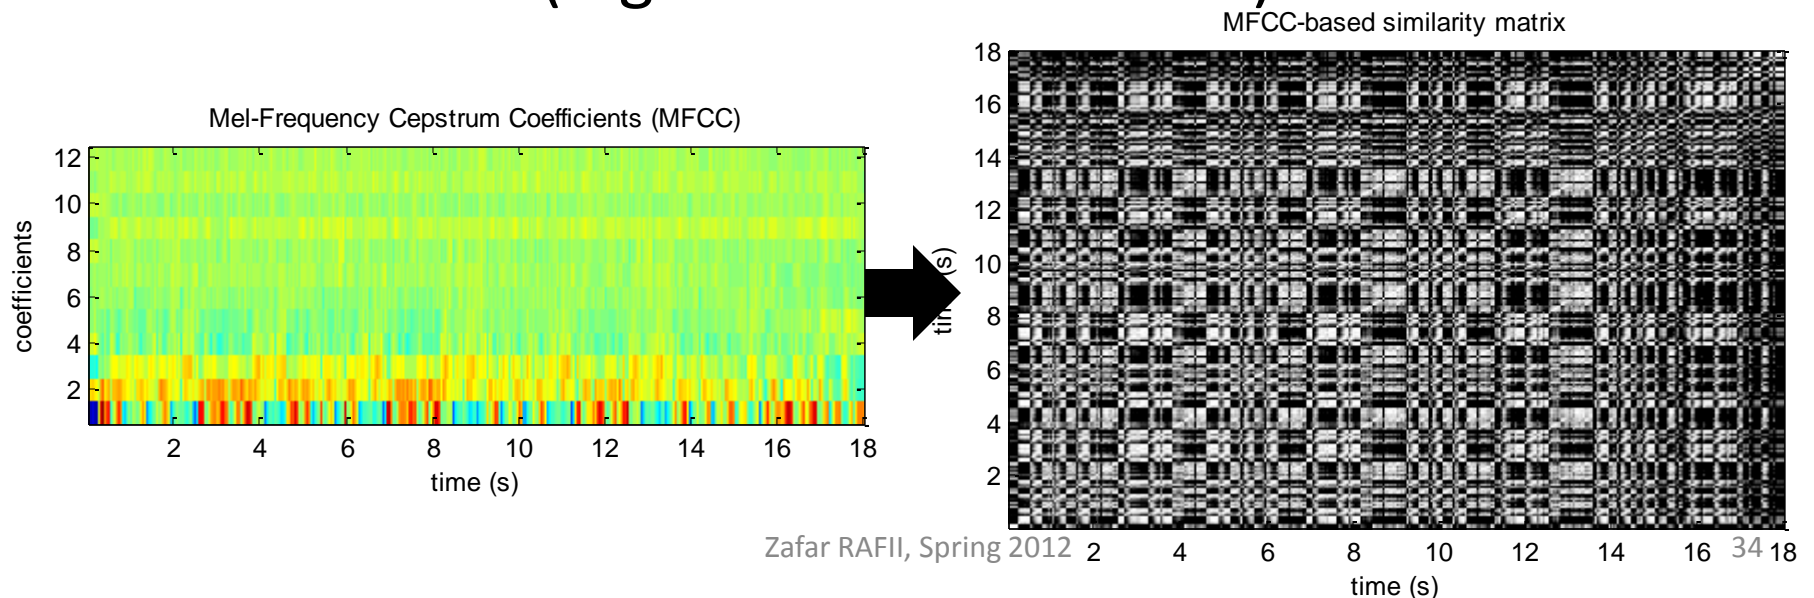 Mel-Frequency Cepstrum Coefficients (MFCC)
coefficients
12
10
8
6
4
2
2 4 6 8 10 12 14 16 18
time (s)
MFCC-based similarity matrix
(s)
18
16
14
12
10
8
6
4
2
2 4 6 8 10 12 14 16 18
time (s)
Zafar RAFII, Spring 2012
34